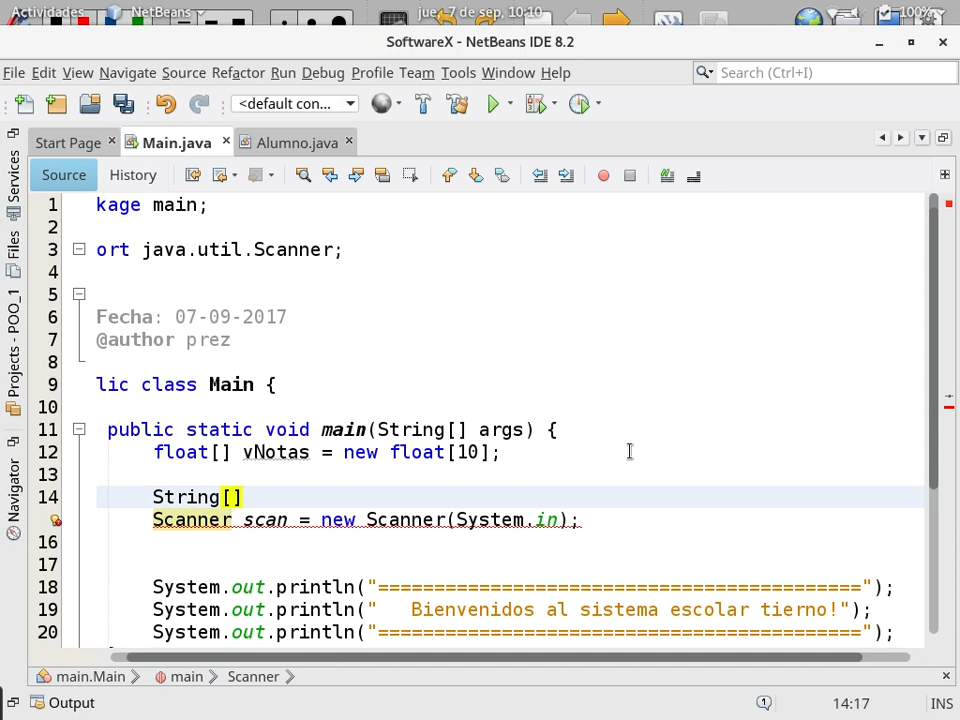 Actividades NetBeans jue 7 de sep, 10:10 100%
SoftwareX - NetBeans IDE 8.2
File Edit View Navigate Source Refactor Run Debug Profile Team Tools Window Help Search (Ctrl+I)
<default con...
Start Page Main.java Alumno.java
Source History
Services
Files
Projects - POO_1
Navigator
1 kage main;
2
3 ort java.util.Scanner;
4
5
6 Fecha: 07-09-2017
7 @author prez
8
9 lic class Main {
10
11 public static void main(String[] args) {
12 float[] vNotas = new float[10];
13
14 String[]
Scanner scan = new Scanner(System.in);
16
17
18 System.out.println("===========================================");
19 System.out.println("   Bienvenidos al sistema escolar tierno!");
20 System.out.println("===========================================");
main.Main main Scanner
Output 1 14:17 INS